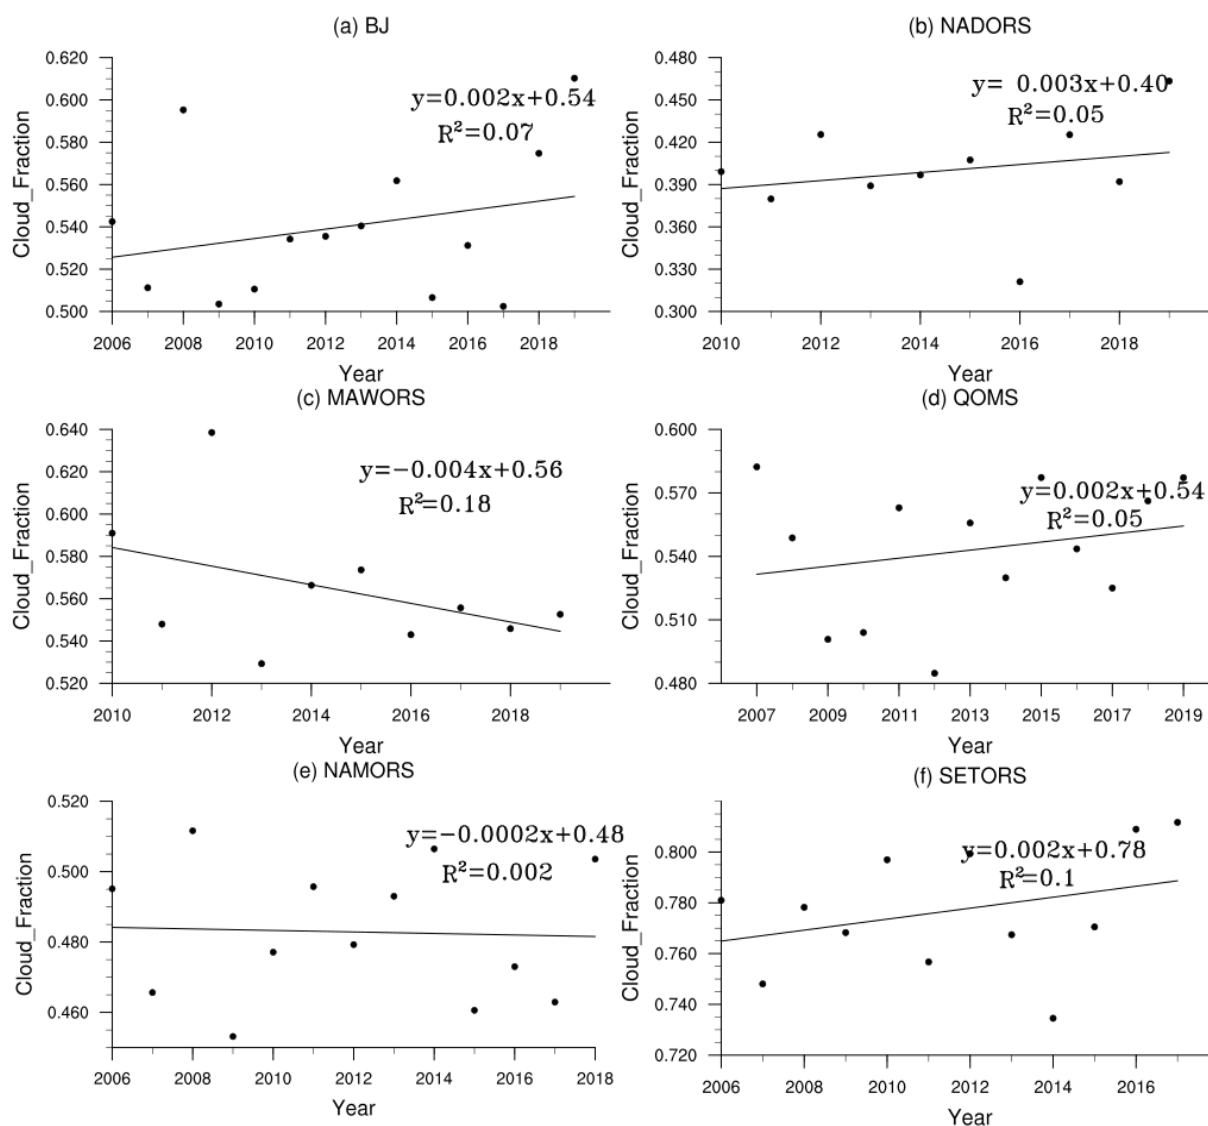 (a) BJ
Cloud_Fraction
0.620
0.600
0.580
0.560
0.540
0.520
0.500
y=0.002x+0.54
R²=0.07
2006 2008 2010 2012 2014 2016 2018
Year
(b) NADORS
Cloud_Fraction
0.480
0.450
0.420
0.390
0.360
0.330
0.300
y= 0.003x+0.40
R²=0.05
2010 2012 2014 2016 2018
Year
(c) MAWORS
Cloud_Fraction
0.640
0.620
0.600
0.580
0.560
0.540
0.520
y=−0.004x+0.56
R²=0.18
2010 2012 2014 2016 2018
Year
(d) QOMS
Cloud_Fraction
0.600
0.570
0.540
0.510
0.480
y=0.002x+0.54
R²=0.05
2007 2009 2011 2013 2015 2017 2019
Year
(e) NAMORS
Cloud_Fraction
0.520
0.500
0.480
0.460
y=−0.0002x+0.48
R²=0.002
2006 2008 2010 2012 2014 2016 2018
Year
(f) SETORS
Cloud_Fraction
0.800
0.780
0.760
0.740
0.720
y=0.002x+0.78
R²=0.1
2006 2008 2010 2012 2014 2016
Year